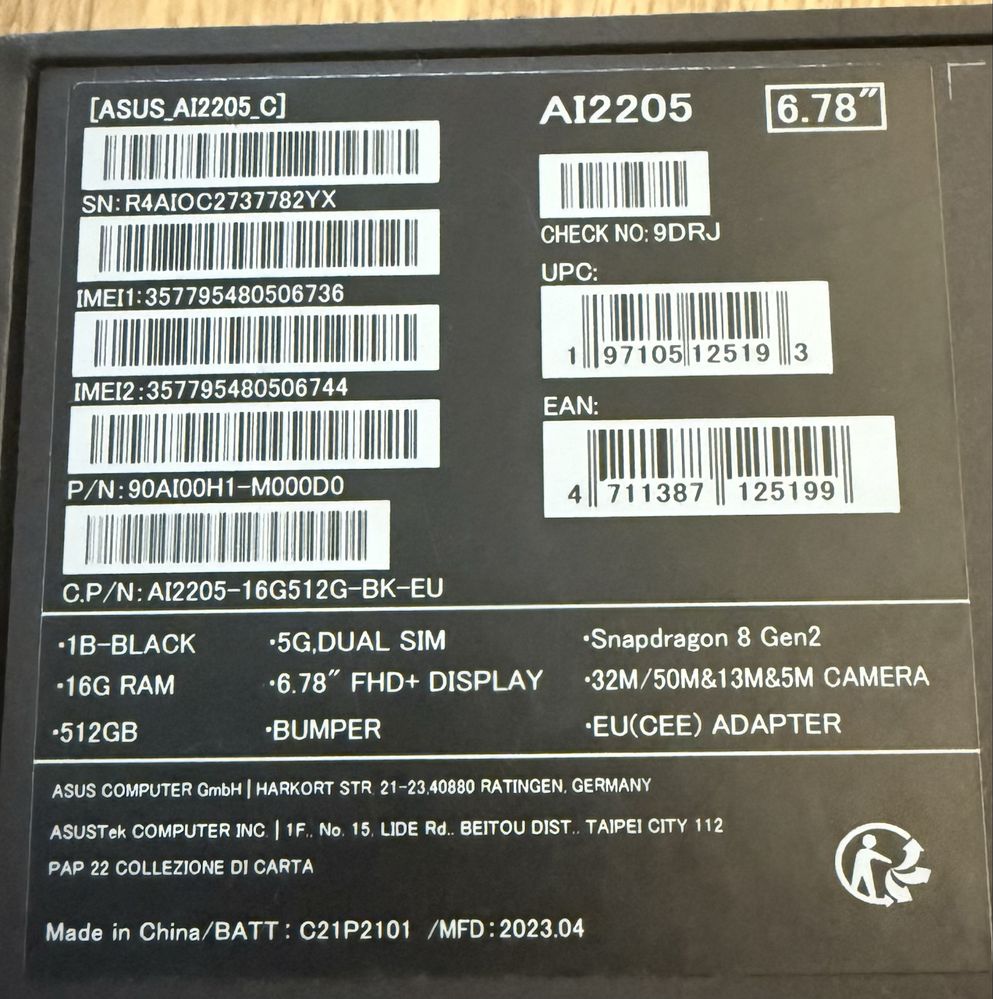 [ASUS_AI2205_C]
SN: R4AIOC2737782YX
IMEI1:357795480506736
IMEI2:357795480506744
P/N:90AI00H1-M000D0
C.P/N: AI2205-16G512G-BK-EU
AI2205
6.78″
CHECK NO: 9DRJ
UPC:
1 97105 12519 3
EAN:
4 711387 125199
·1B-BLACK ·5G,DUAL SIM ·Snapdragon 8 Gen2
·16G RAM ·6.78″ FHD+ DISPLAY ·32M/50M&13M&5M CAMERA
·512GB ·BUMPER ·EU(CEE) ADAPTER
ASUS COMPUTER GmbH | HARKORT STR. 21-23,40880 RATINGEN, GERMANY
ASUSTek COMPUTER INC. | 1F., No. 15, LIDE Rd., BEITOU DIST., TAIPEI CITY 112
PAP 22 COLLEZIONE DI CARTA
Made in China/BATT: C21P2101 /MFD: 2023.04